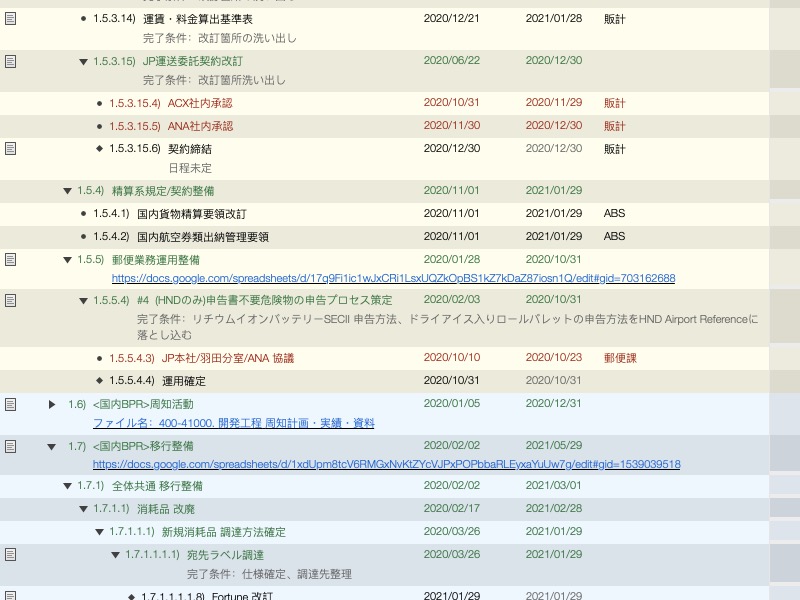 • 1.5.3.14) 運賃・料金算出基準表 2020/12/21 2021/01/28 販計
完了条件：改訂箇所の洗い出し
▼ 1.5.3.15) JP運送委託契約改訂 2020/06/22 2020/12/30
完了条件：改訂箇所洗い出し
• 1.5.3.15.4) ACX社内承認 2020/10/31 2020/11/29 販計
• 1.5.3.15.5) ANA社内承認 2020/11/30 2020/12/30 販計
◆ 1.5.3.15.6) 契約締結 2020/12/30 2020/12/30 販計
日程未定
▼ 1.5.4) 精算系規定/契約整備 2020/11/01 2021/01/29
• 1.5.4.1) 国内貨物精算要領改訂 2020/11/01 2021/01/29 ABS
• 1.5.4.2) 国内航空券類出納管理要領 2020/11/01 2021/01/29 ABS
▼ 1.5.5) 郵便業務運用整備 2020/01/28 2020/10/31
https://docs.google.com/spreadsheets/d/17q9Fi1ic1wJxCRi1LsxUQZkOpBS1kZ7kDaZ87iosn1Q/edit#gid=703162688
▼ 1.5.5.4) #4 (HNDのみ)申告書不要危険物の申告プロセス策定 2020/02/03 2020/10/31
完了条件：リチウムイオンバッテリーSECII 申告方法、ドライアイス入りロールパレットの申告方法をHND Airport Referenceに
落とし込む
• 1.5.5.4.3) JP本社/羽田分室/ANA 協議 2020/10/10 2020/10/23 郵便課
◆ 1.5.5.4.4) 運用確定 2020/10/31 2020/10/31
▶ 1.6) <国内BPR>周知活動 2020/01/05 2020/12/31
ファイル名：400-41000. 開発工程 周知計画・実績・資料
▼ 1.7) <国内BPR>移行整備 2020/02/02 2021/05/29
https://docs.google.com/spreadsheets/d/1xdUpm8tcV6RMGxNvKtZYcVJPxPOPbbaRLEyxaYuUw7g/edit#gid=1539039518
▼ 1.7.1) 全体共通 移行整備 2020/02/02 2021/03/01
▼ 1.7.1.1) 消耗品 改廃 2020/02/17 2021/02/28
▼ 1.7.1.1.1) 新規消耗品 調達方法確定 2020/03/26 2021/01/29
▼ 1.7.1.1.1.1) 宛先ラベル調達 2020/03/26 2021/01/29
完了条件：仕様確定、調達先整理
◆ 1.7.1.1.1.1.8) Fortune 改訂 2021/01/29 2021/01/29